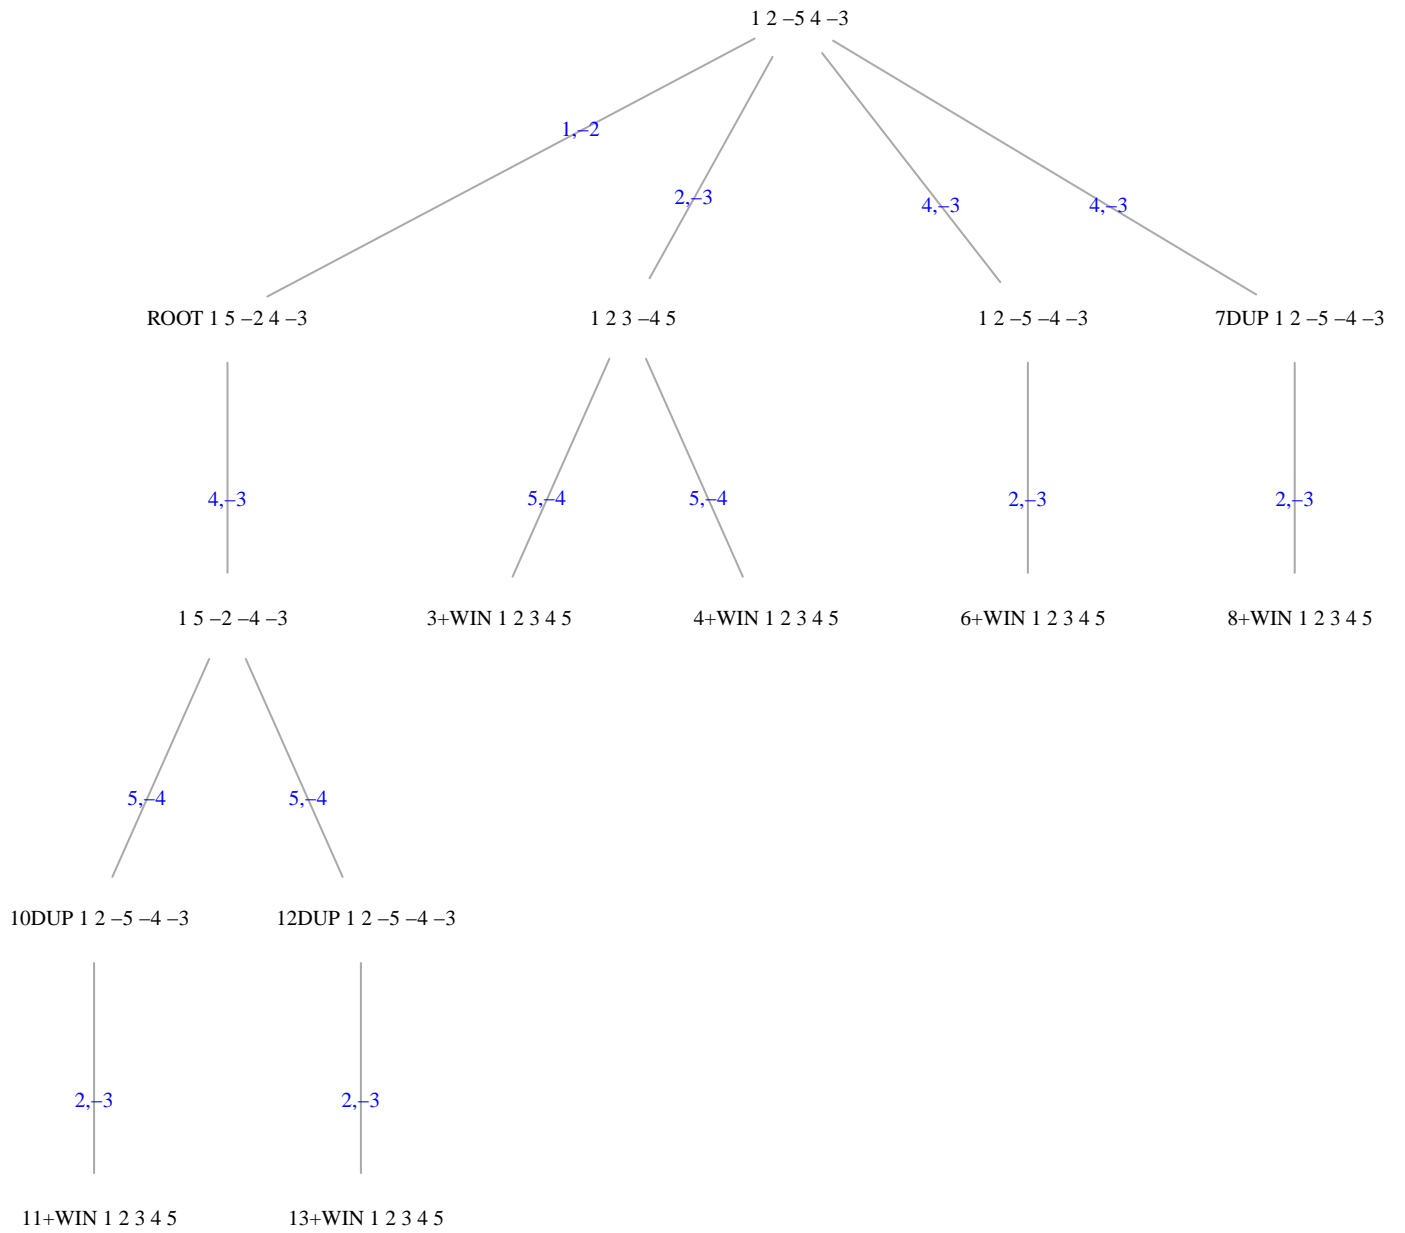 1 2 –5 4 –3
1,–2
2,–3
4,–3
4,–3
ROOT 1 5 –2 4 –3
1 2 3 –4 5
1 2 –5 –4 –3
7DUP 1 2 –5 –4 –3
4,–3
5,–4
5,–4
2,–3
2,–3
1 5 –2 –4 –3
3+WIN 1 2 3 4 5
4+WIN 1 2 3 4 5
6+WIN 1 2 3 4 5
8+WIN 1 2 3 4 5
5,–4
5,–4
10DUP 1 2 –5 –4 –3
12DUP 1 2 –5 –4 –3
2,–3
2,–3
11+WIN 1 2 3 4 5
13+WIN 1 2 3 4 5